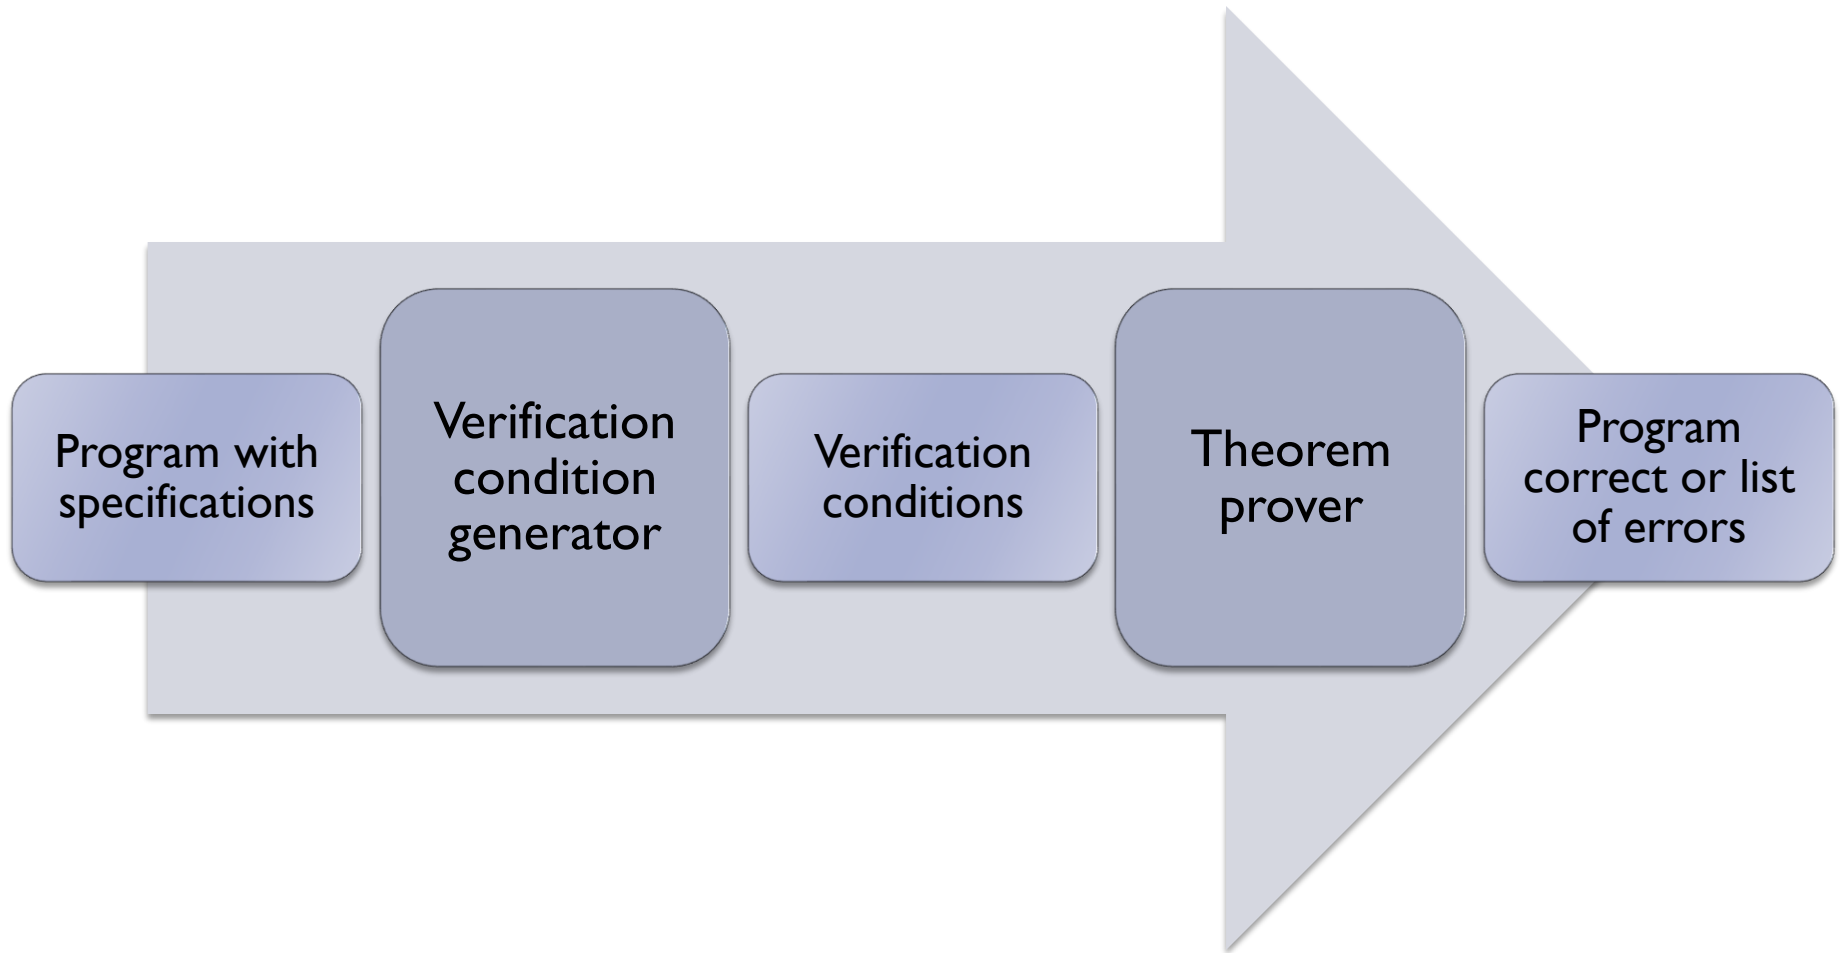 Program with
specifications
Verification
condition
generator
Verification
conditions
Theorem
prover
Program
correct or list
of errors